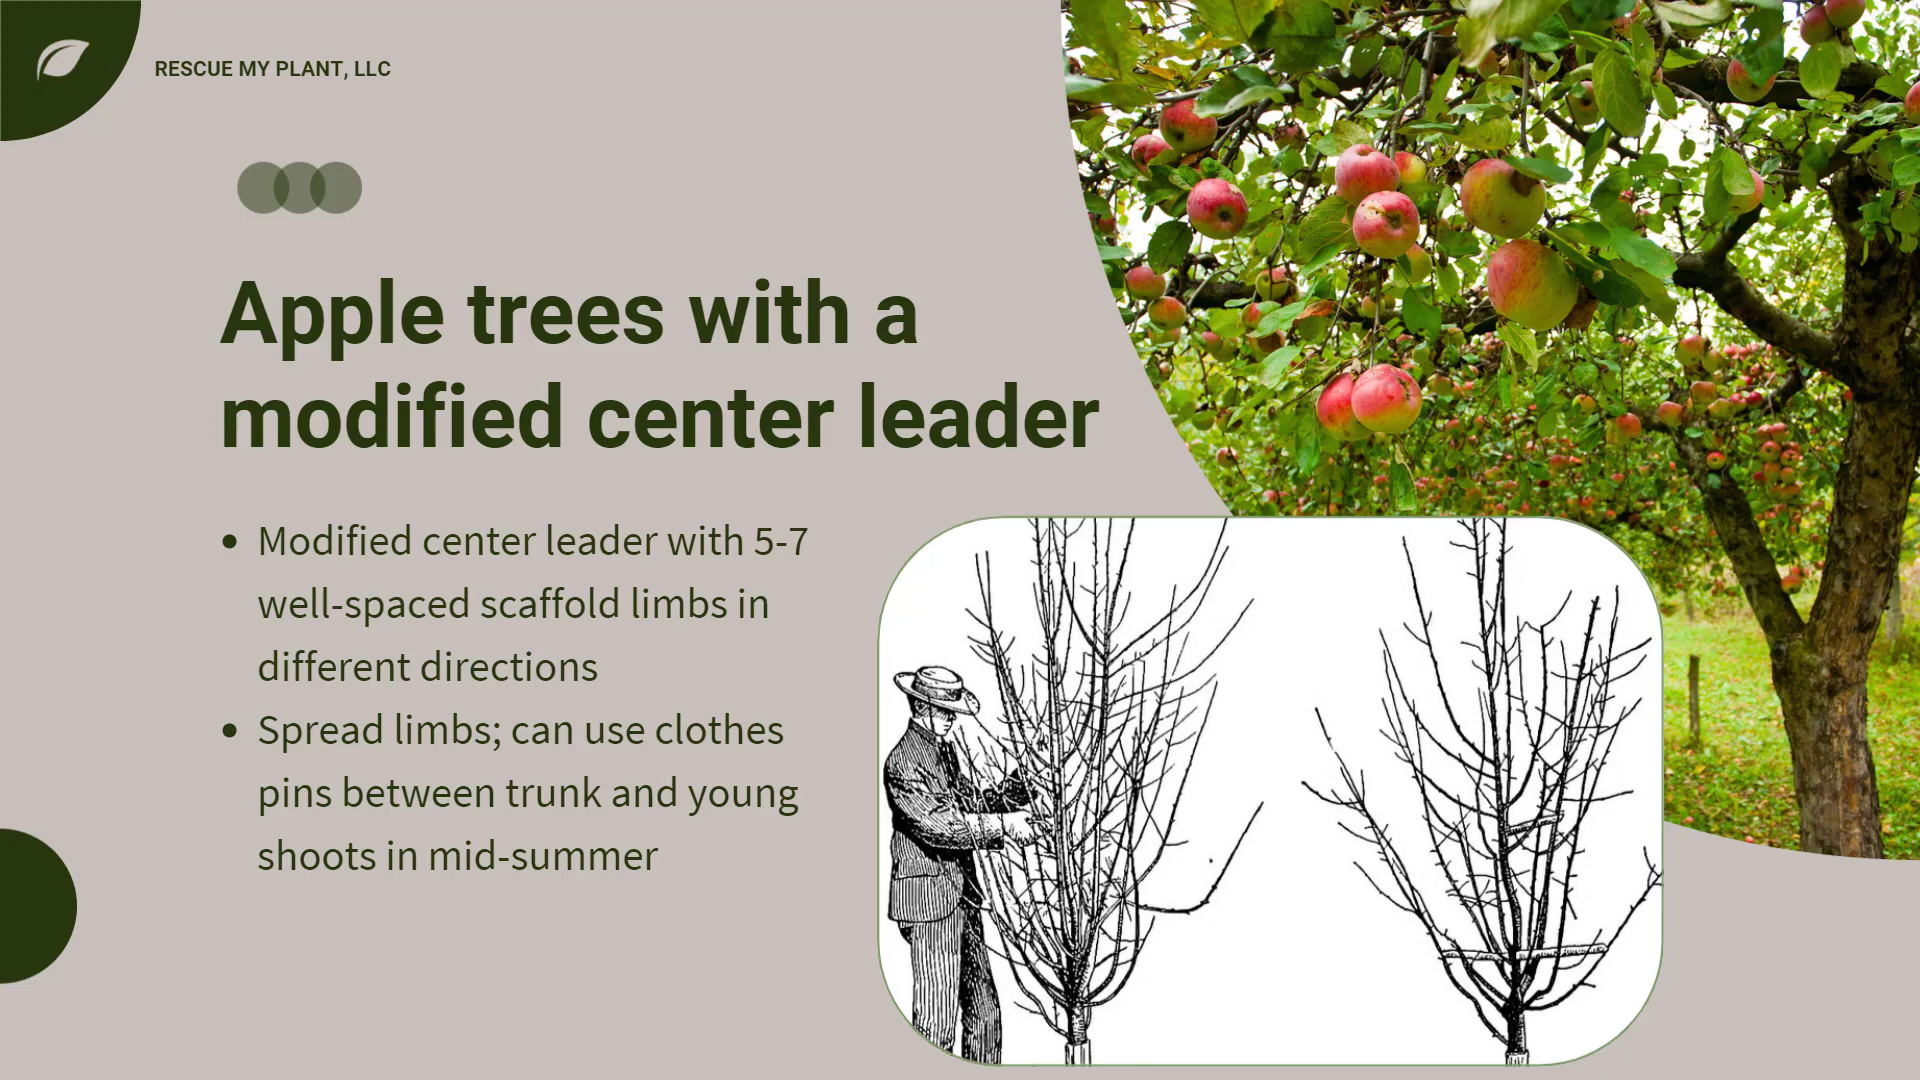 RESCUE MY PLANT, LLC
Apple trees with a
modified center leader
• Modified center leader with 5-7
well-spaced scaffold limbs in
different directions
• Spread limbs; can use clothes
pins between trunk and young
shoots in mid-summer